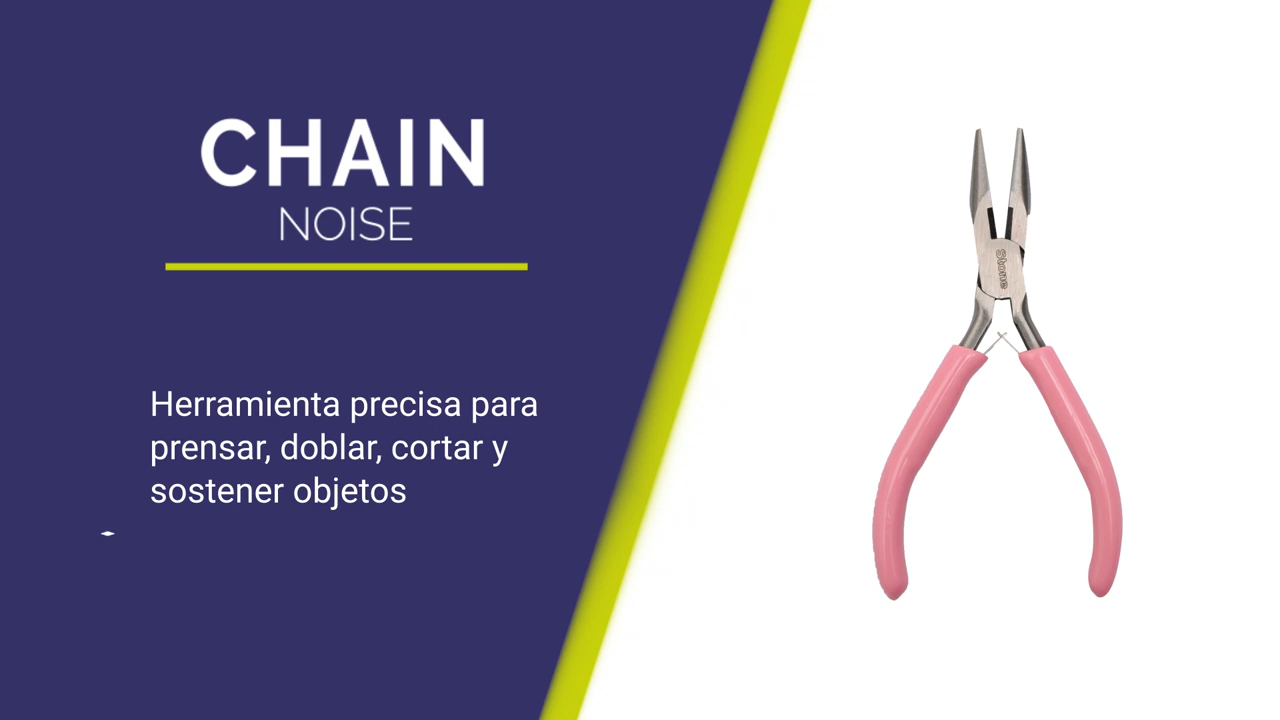 CHAIN
NOISE
Herramienta precisa para
prensar, doblar, cortar y
sostener objetos